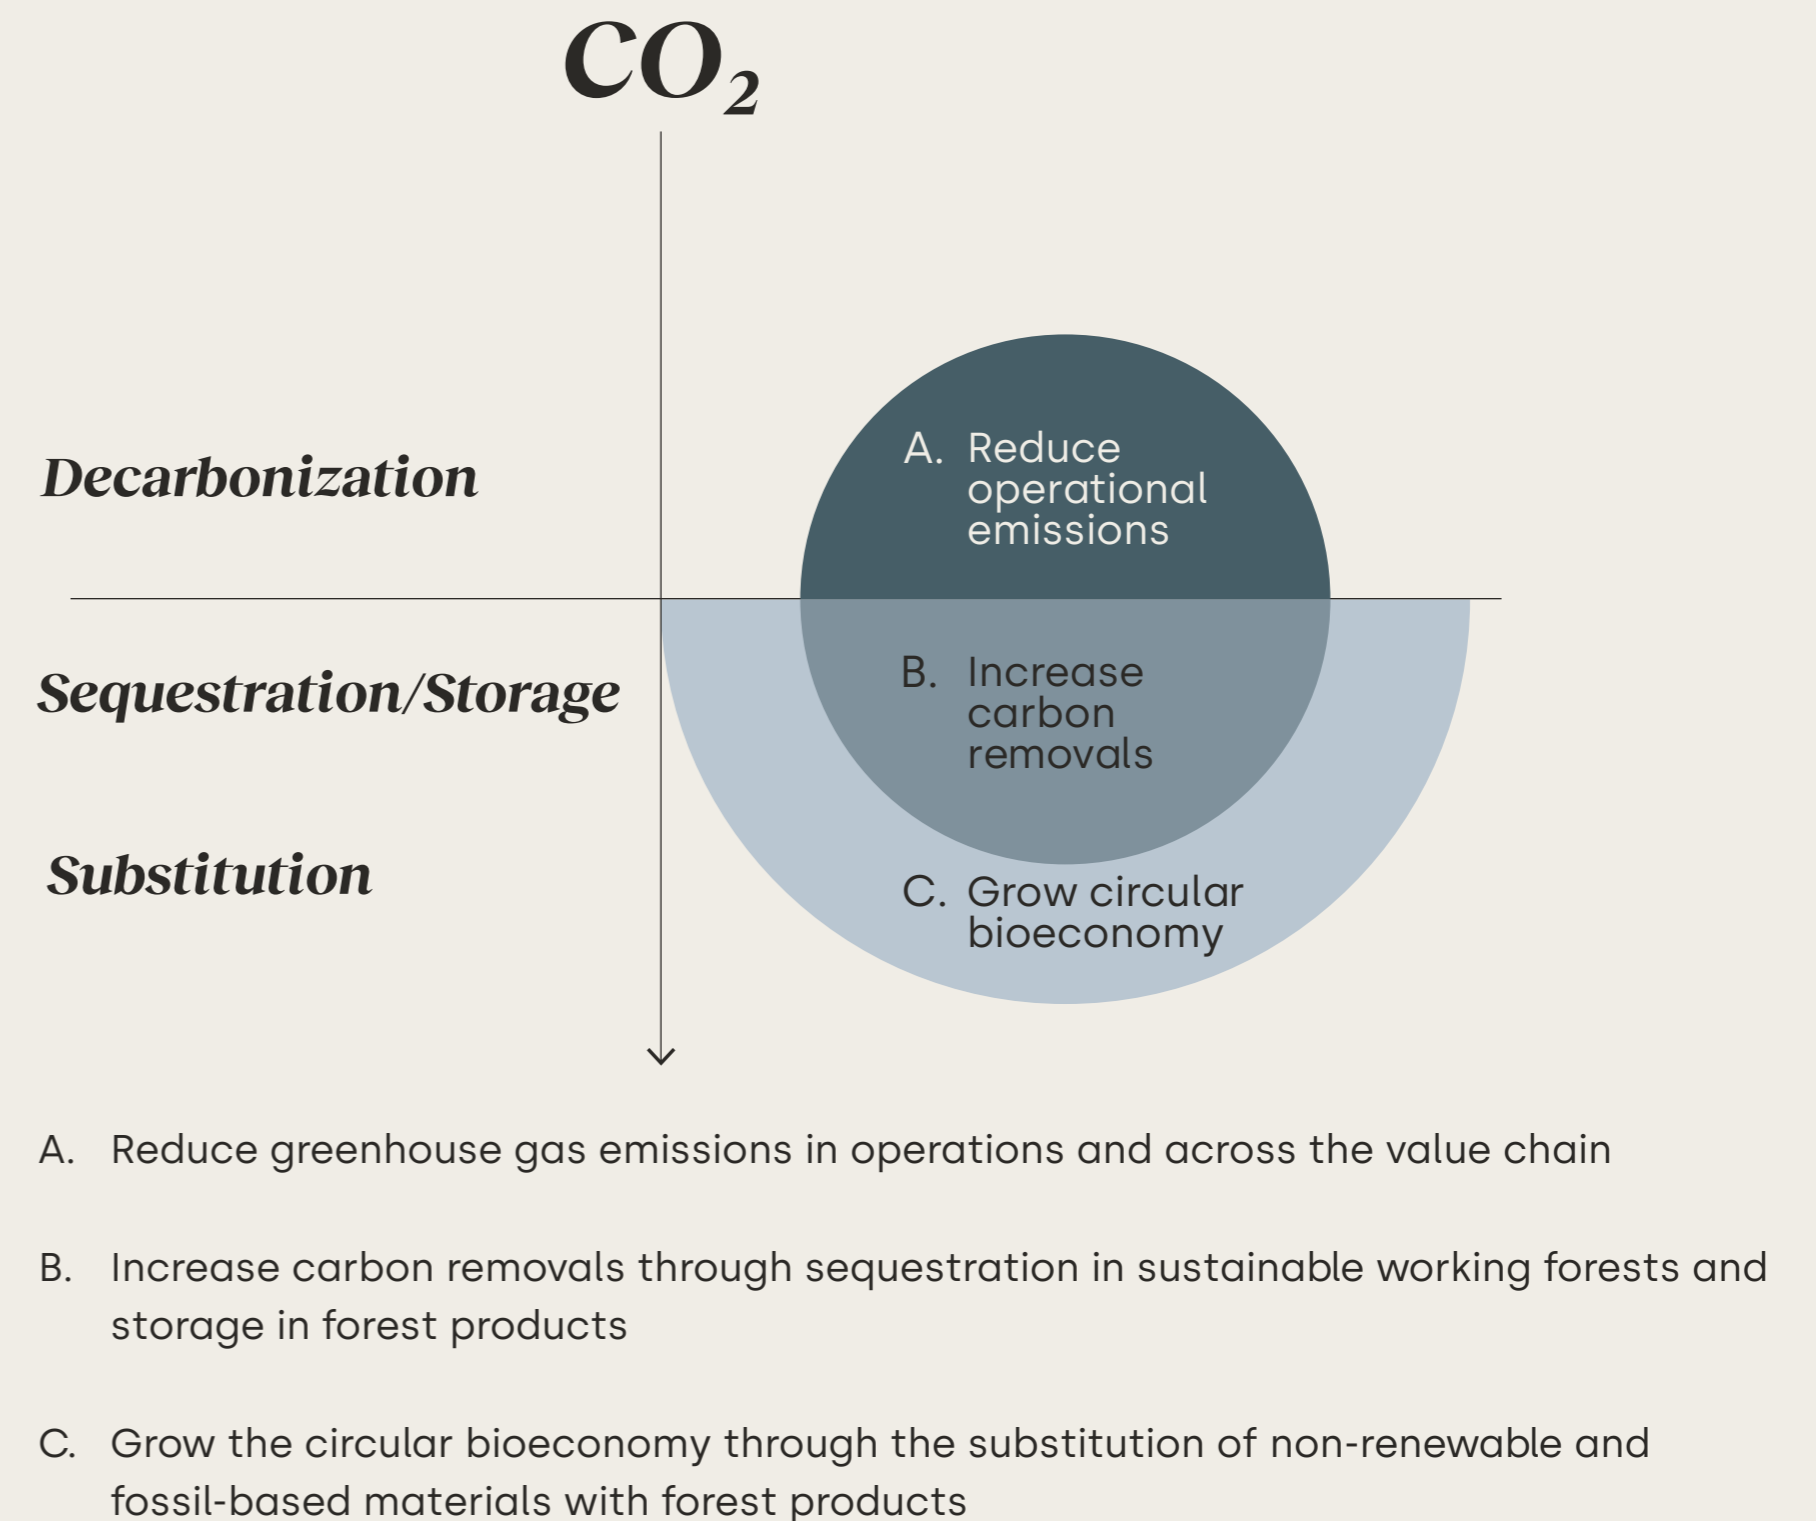 CO₂
Decarbonization
A. Reduce
operational
emissions
Sequestration/Storage
B. Increase
carbon
removals
Substitution
C. Grow circular
bioeconomy
A. Reduce greenhouse gas emissions in operations and across the value chain
B. Increase carbon removals through sequestration in sustainable working forests and
storage in forest products
C. Grow the circular bioeconomy through the substitution of non-renewable and
fossil-based materials with forest products